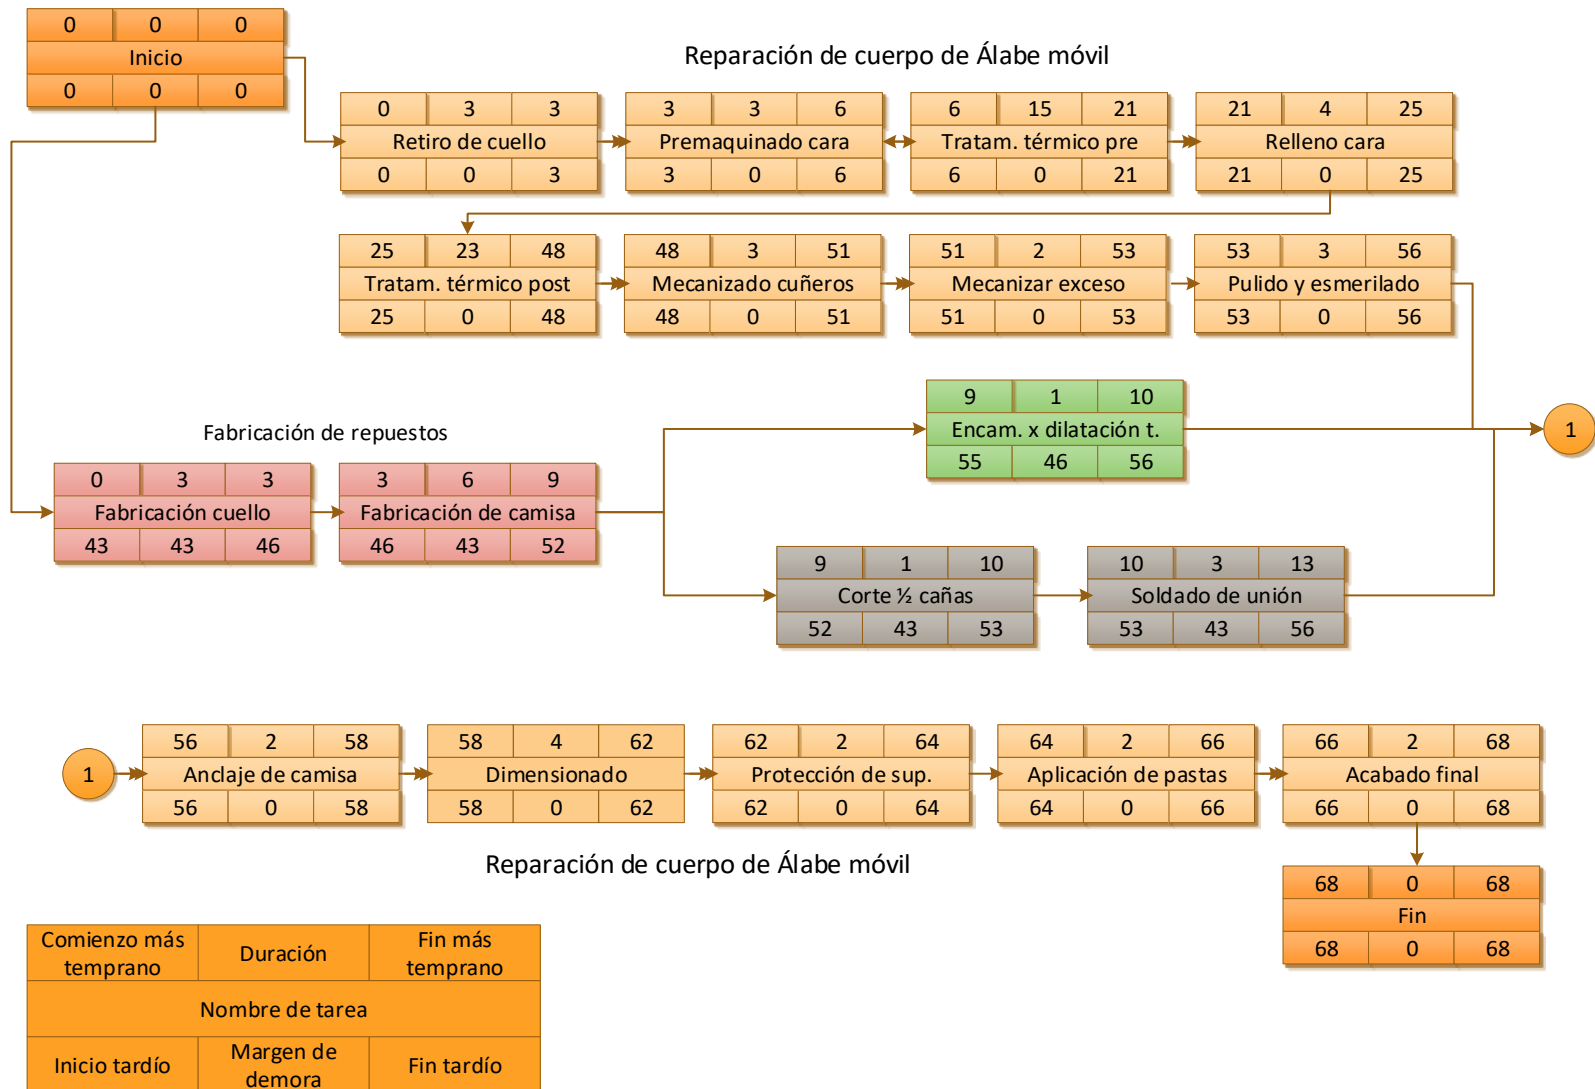 0 0 0
Inicio
0 0 0
Reparación de cuerpo de Álabe móvil
0 3 3
Retiro de cuello
0 0 3
3 3 6
Premaquinado cara
3 0 6
6 15 21
Tratam. térmico pre
6 0 21
21 4 25
Relleno cara
21 0 25
25 23 48
Tratam. térmico post
25 0 48
48 3 51
Mecanizado cuñeros
48 0 51
51 2 53
Mecanizar exceso
51 0 53
53 3 56
Pulido y esmerilado
53 0 56
9 1 10
Encam. x dilatación t.
55 46 56
1
Fabricación de repuestos
0 3 3
Fabricación cuello
43 43 46
3 6 9
Fabricación de camisa
46 43 52
9 1 10
Corte ½ cañas
52 43 53
10 3 13
Soldado de unión
53 43 56
1
56 2 58
Anclaje de camisa
56 0 58
58 4 62
Dimensionado
58 0 62
62 2 64
Protección de sup.
62 0 64
64 2 66
Aplicación de pastas
64 0 66
66 2 68
Acabado final
66 0 68
Reparación de cuerpo de Álabe móvil
68 0 68
Fin
68 0 68
Comienzo más
temprano
Duración
Fin más
temprano
Nombre de tarea
Inicio tardío
Margen de
demora
Fin tardío